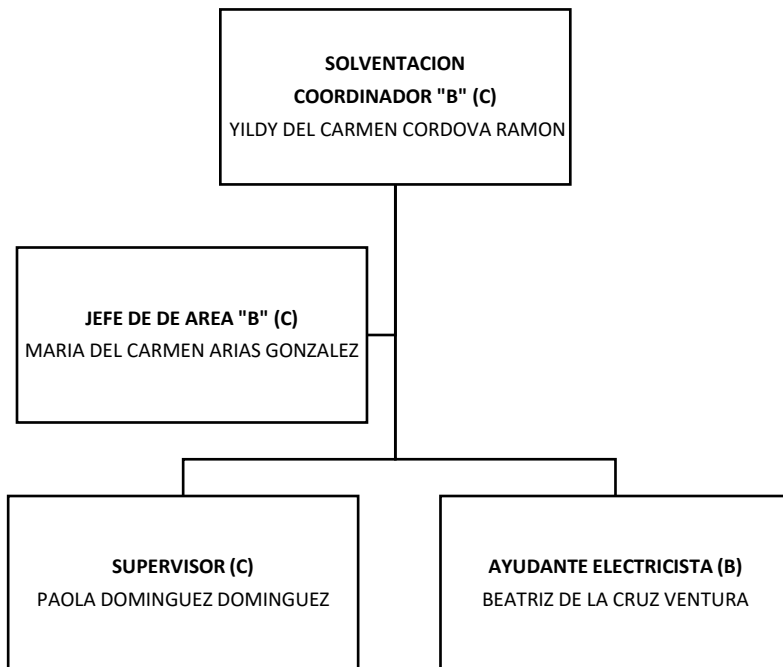 SOLVENTACION
COORDINADOR "B" (C)
YILDY DEL CARMEN CORDOVA RAMON
JEFE DE DE AREA "B" (C)
MARIA DEL CARMEN ARIAS GONZALEZ
SUPERVISOR (C)
PAOLA DOMINGUEZ DOMINGUEZ
AYUDANTE ELECTRICISTA (B)
BEATRIZ DE LA CRUZ VENTURA